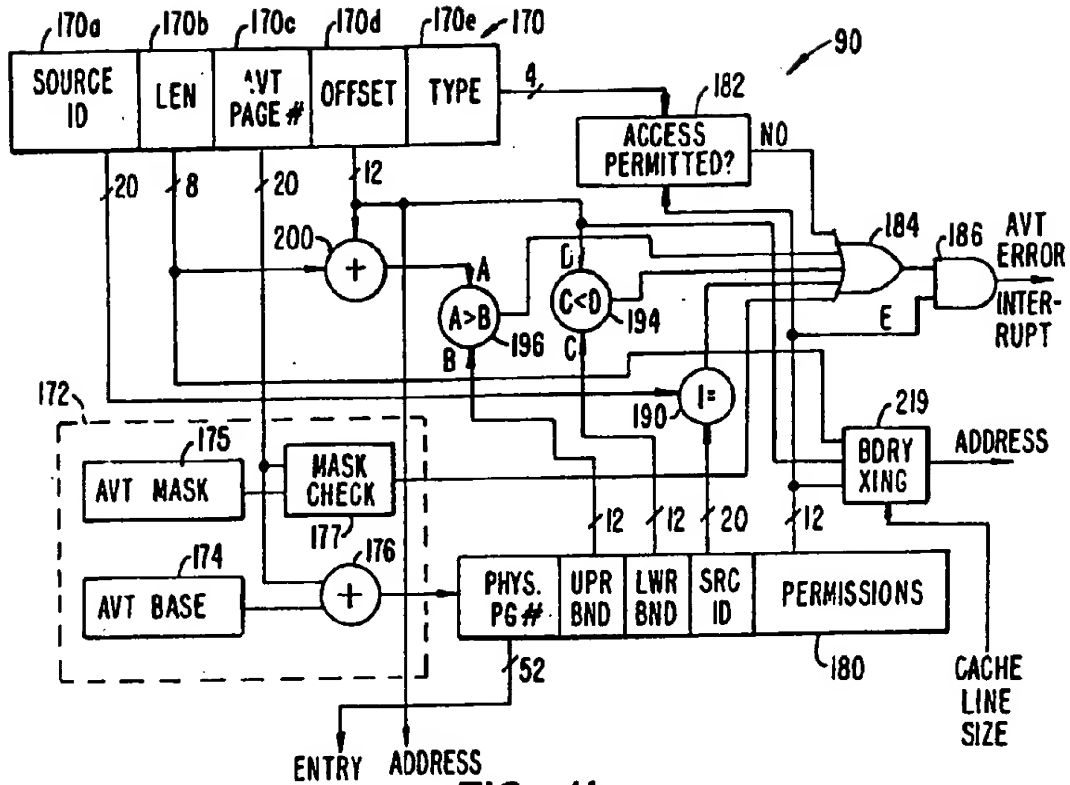 170a 170b 170c 170d 170e 170
90
SOURCE ID
LEN
AVT PAGE #
OFFSET
TYPE
4
182
ACCESS PERMITTED?
NO
20
8
20
12
200
+
A
A>B
196
B
D
C<D
194
C
184
186
AVT ERROR
INTER-
RUPT
E
190
!=
172
175
AVT MASK
MASK CHECK
177
219
BDRY XING
ADDRESS
174
AVT BASE
176
+
12
12
20
12
PHYS. PG #
UPR BND
LWR BND
SRC ID
PERMISSIONS
180
52
CACHE
LINE
SIZE
ENTRY
ADDRESS